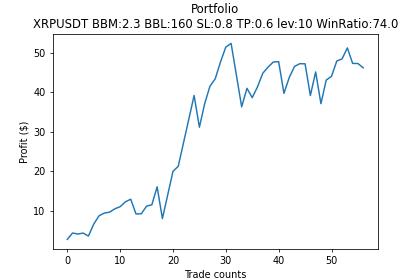 Portfolio
XRPUSDT BBM:2.3 BBL:160 SL:0.8 TP:0.6 lev:10 WinRatio:74.0
50
40
30
20
10
Profit ($)
0 10 20 30 40 50
Trade counts